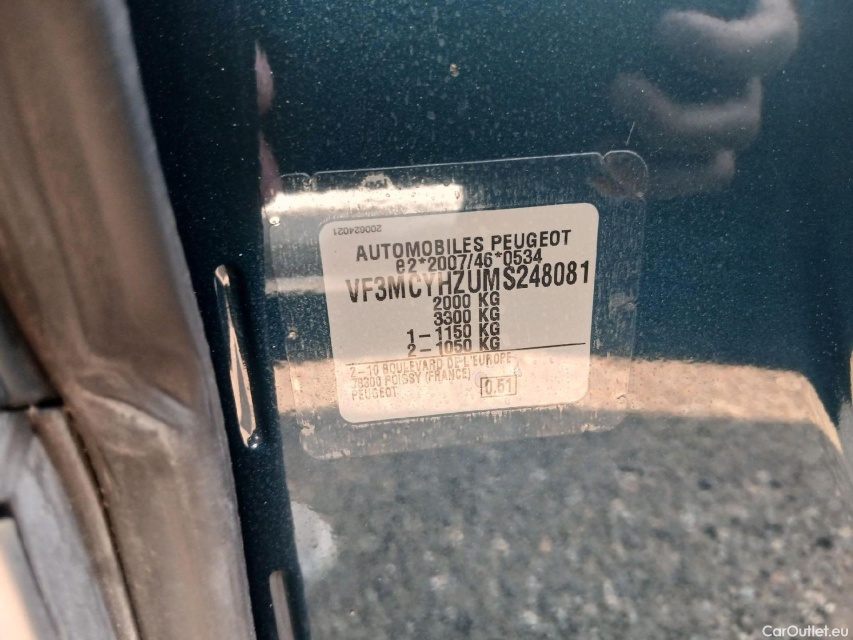 200624021
AUTOMOBILES PEUGEOT
e2*2007/46*0534
VF3MCYHZUMS248081
2000 KG
3300 KG
1-1150 KG
2-1050 KG
2-10 BOULEVARD DE L'EUROPE
78300 POISSY (FRANCE)
PEUGEOT
0.51
CarOutlet.eu